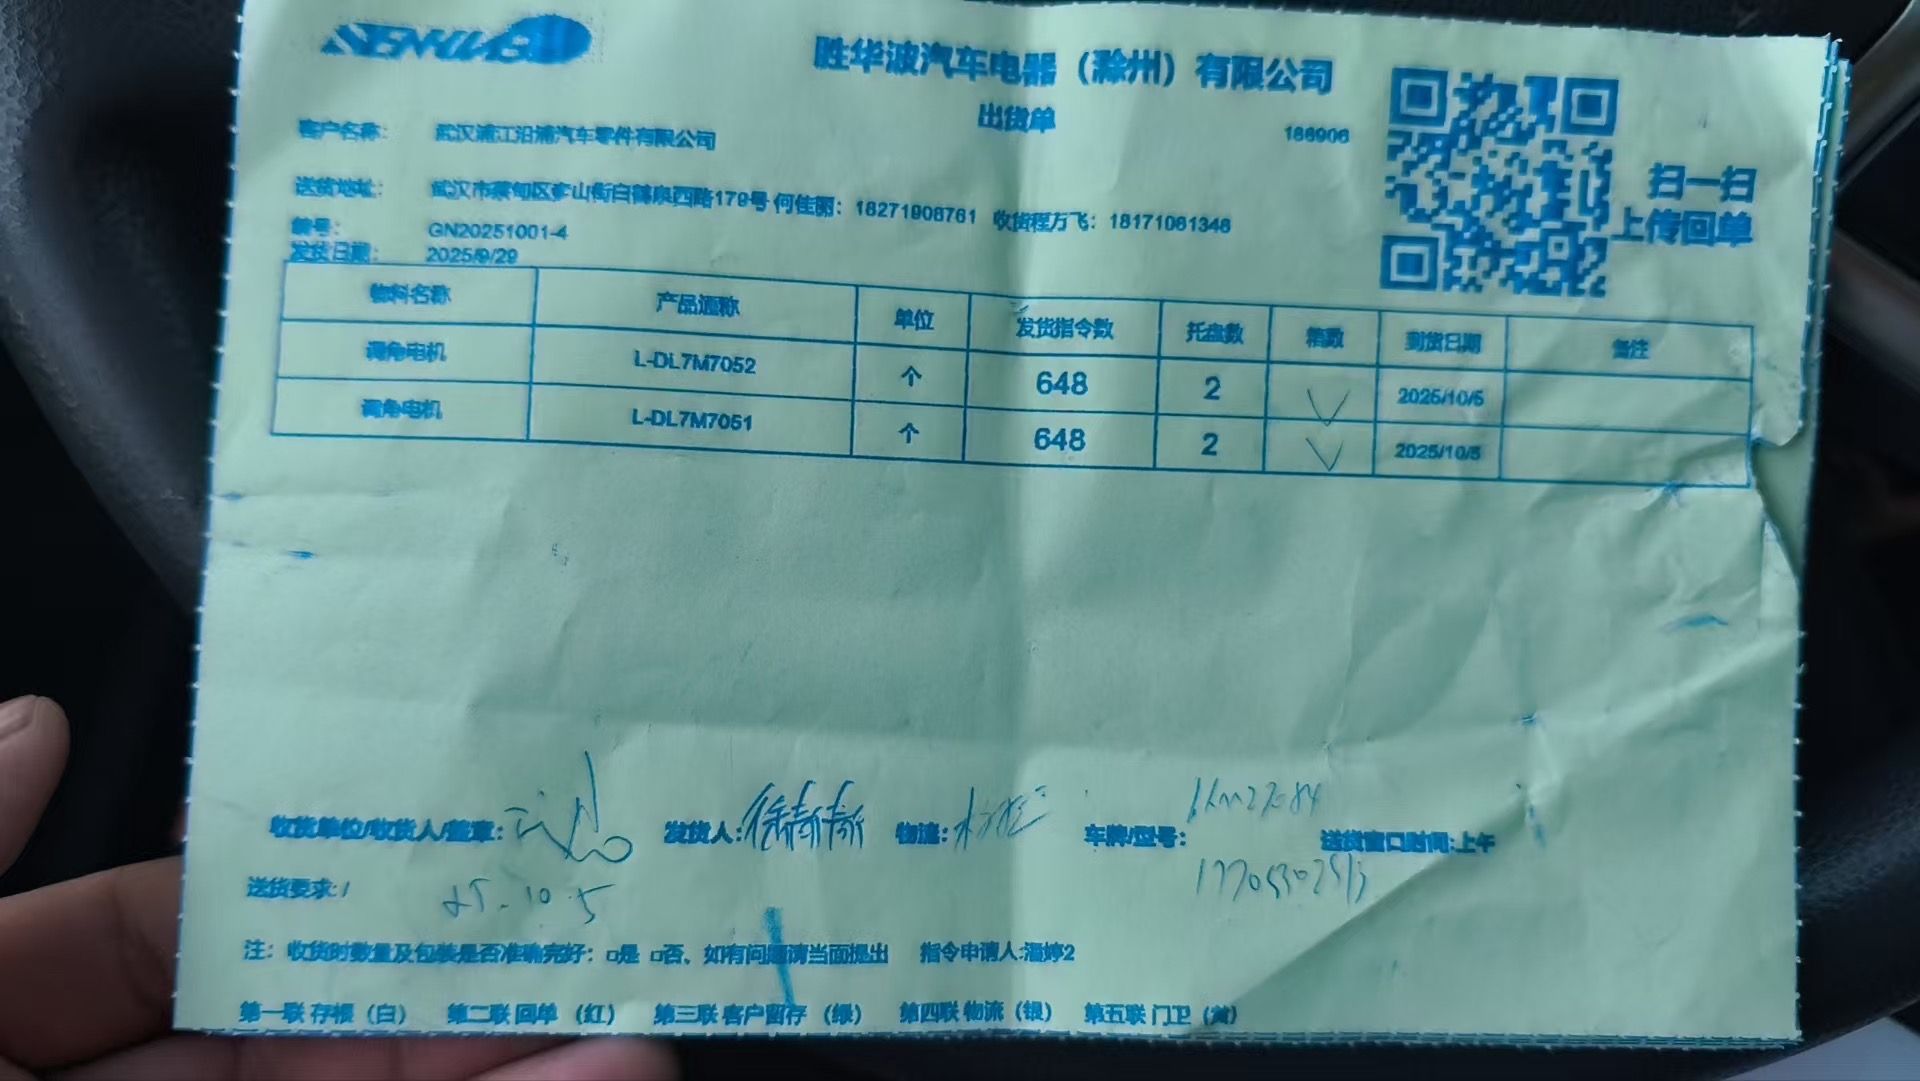 胜华波汽车电器（滁州）有限公司
出货单
188906
扫一扫
上传回单
客户名称： 武汉浦江沿浦汽车零件有限公司
送货地址： 武汉市蔡甸区奓山街白鹤泉西路179号 何佳丽：18271908761 收货程方飞：18171061346
编号： GN20251001-4
发货日期： 2025/9/29
物料名称 产品通称 单位 发货指令数 托盘数 箱数 到货日期 备注
调角电机 L-DL7M7052 个 648 2 2025/10/5
调角电机 L-DL7M7051 个 648 2 2025/10/5
收货单位/收货人/盖章： 发货人：徐青青 物流： 车牌/型号： 送货窗口时间:上午
送货要求：/ 25.10.5
注： 收货时数量及包装是否准确完好；□是 □否、如有问题请当面提出 指令申请人:潘婷2
第一联 存根（白） 第二联 回单 （红） 第三联 客户留存 （绿） 第四联 物流（银） 第五联 门卫（黄）